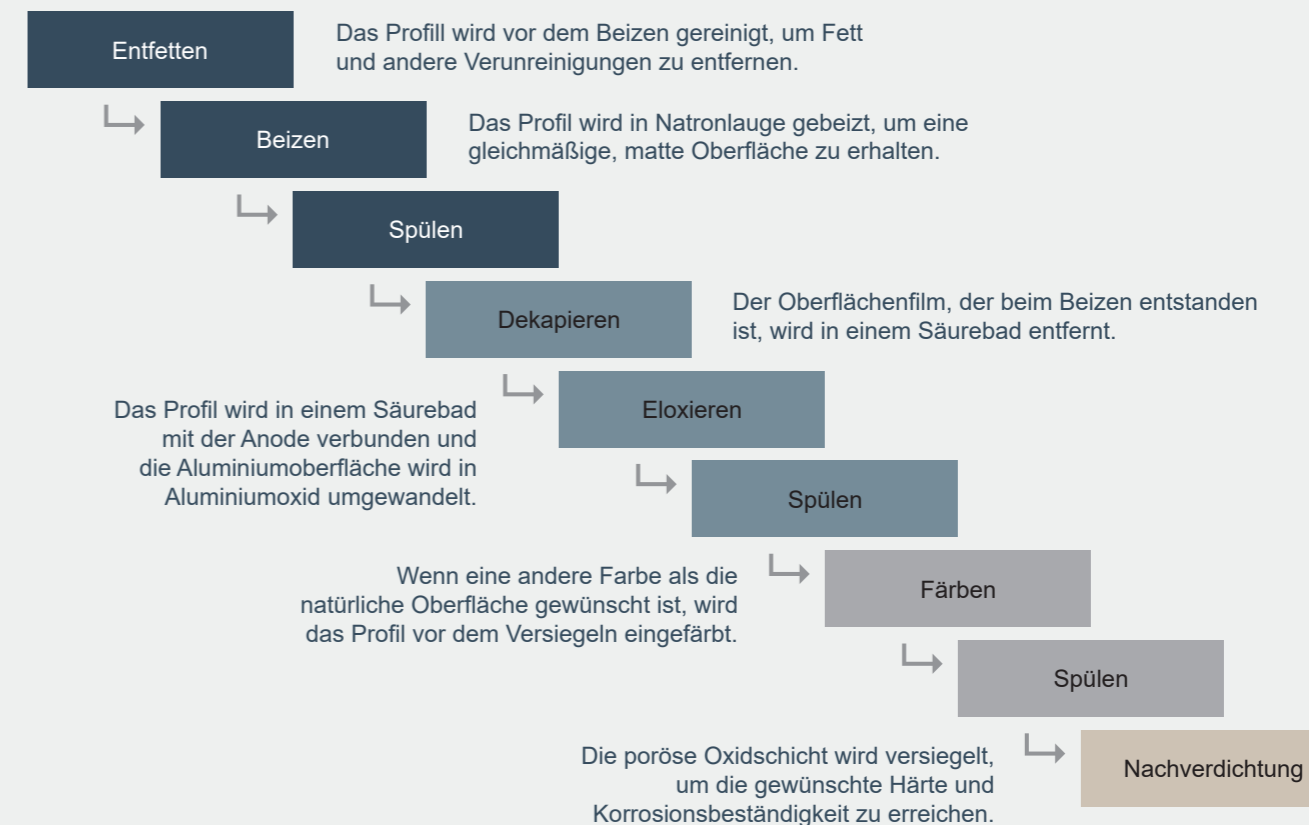 Entfetten
Das Profill wird vor dem Beizen gereinigt, um Fett
und andere Verunreinigungen zu entfernen.
Beizen
Das Profil wird in Natronlauge gebeizt, um eine
gleichmäßige, matte Oberfläche zu erhalten.
Spülen
Dekapieren
Der Oberflächenfilm, der beim Beizen entstanden
ist, wird in einem Säurebad entfernt.
Eloxieren
Das Profil wird in einem Säurebad
mit der Anode verbunden und
die Aluminiumoberfläche wird in
Aluminiumoxid umgewandelt.
Spülen
Färben
Wenn eine andere Farbe als die
natürliche Oberfläche gewünscht ist, wird
das Profil vor dem Versiegeln eingefärbt.
Spülen
Nachverdichtung
Die poröse Oxidschicht wird versiegelt,
um die gewünschte Härte und
Korrosionsbeständigkeit zu erreichen.